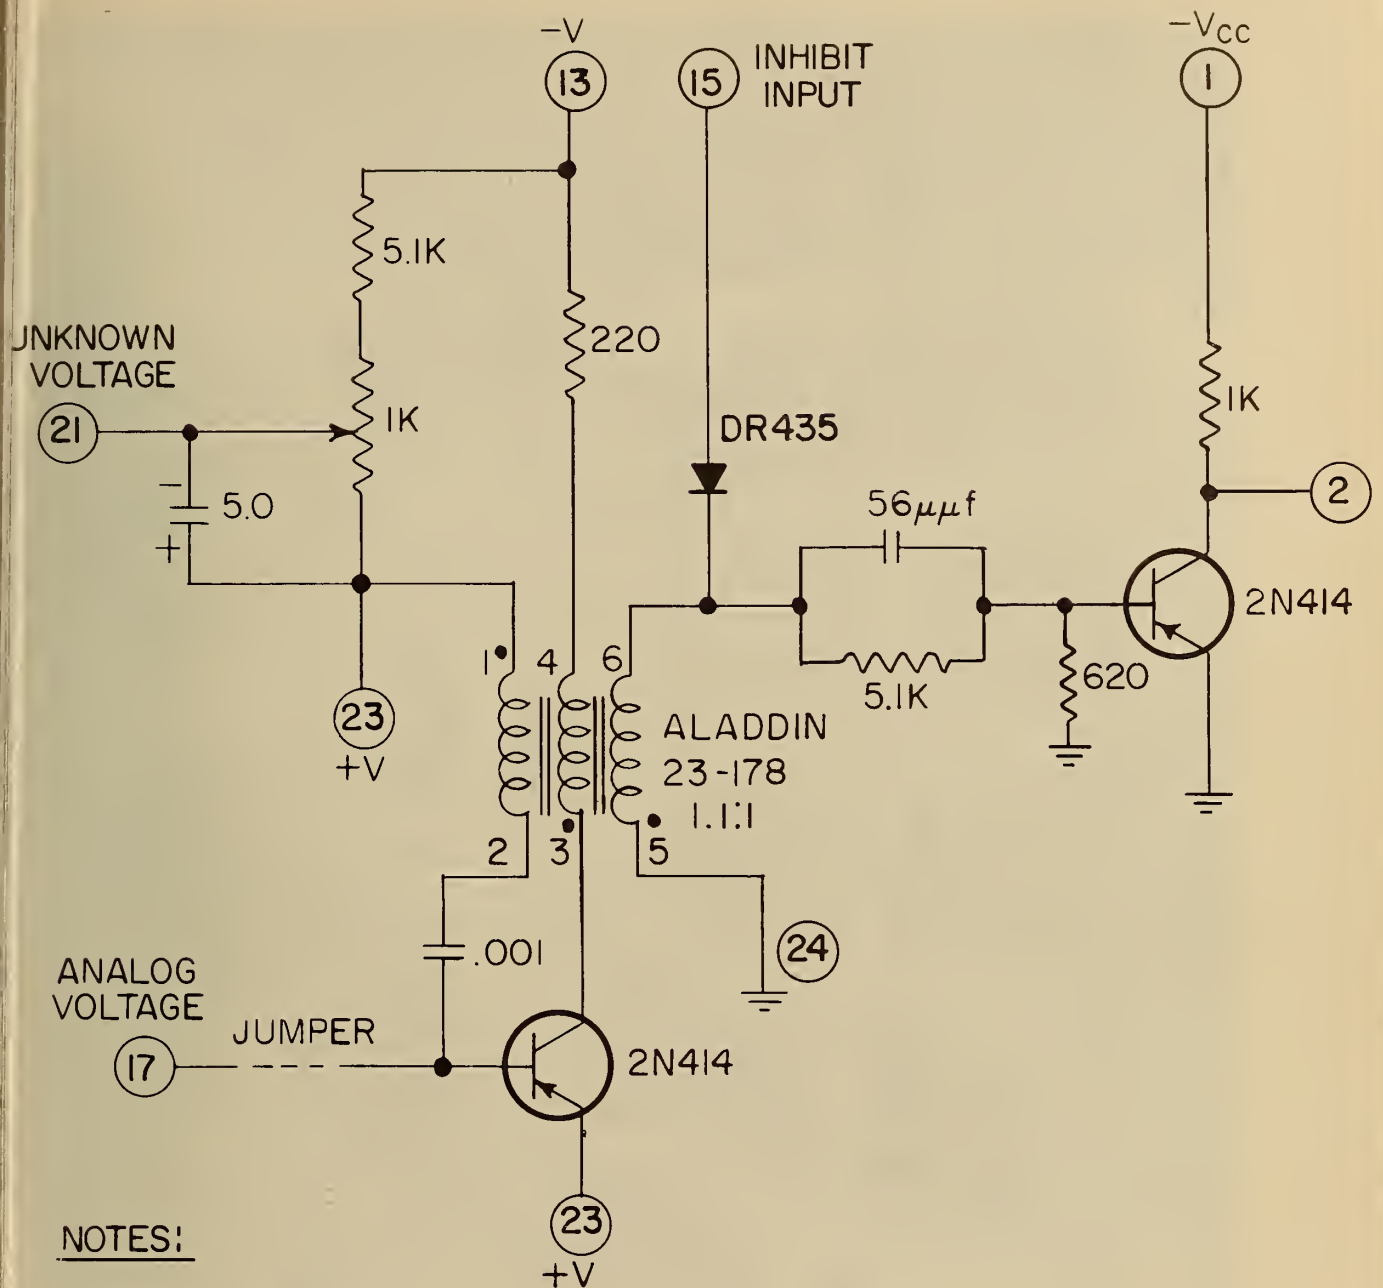 -V
13
15
INHIBIT
INPUT
-VCC
1
5.1K
220
UNKNOWN
VOLTAGE
21
1K
DR435
1K
-
5.0
+
56μμf
2
2N414
5.1K
620
1
4
6
23
+V
ALADDIN
23-178
1.1:1
2
3
5
.001
24
ANALOG
VOLTAGE
JUMPER
17
2N414
23
+V
NOTES: